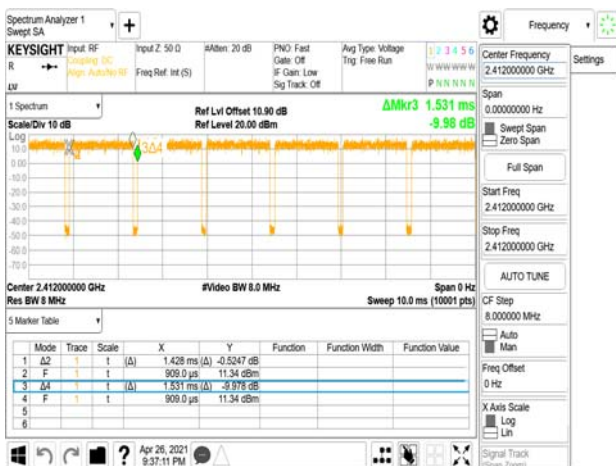 Spectrum Analyzer 1
Swept SA
Frequency
KEYSIGHT
Input: RF
Coupling: DC
Align: Auto/No RF
Input Z: 50 Ω
Freq Ref: Int (S)
#Atten: 20 dB
PNO: Fast
Gate: Off
IF Gain: Low
Sig Track: Off
Avg Type: Voltage
Trig: Free Run
1 2 3 4 5 6
W W W W W W
P N N N N N
R
LXI
1 Spectrum
Scale/Div 10 dB
Ref Lvl Offset 10.90 dB
Ref Level 20.00 dBm
ΔMkr3 1.531 ms
-9.98 dB
Log
10.0
0.00
-10.0
-20.0
-30.0
-40.0
-50.0
-60.0
-70.0
3Δ4
Center 2.412000000 GHz
Res BW 8 MHz
#Video BW 8.0 MHz
Span 0 Hz
Sweep 10.0 ms (10001 pts)
5 Marker Table
Mode Trace Scale X Y Function Function Width Function Value
1 Δ2 1 t (Δ) 1.428 ms (Δ) -0.5247 dB
2 F 1 t 909.0 µs 11.34 dBm
3 Δ4 1 t (Δ) 1.531 ms (Δ) -9.978 dB
4 F 1 t 909.0 µs 11.34 dBm
5
6
?
Apr 26, 2021
9:37:11 PM
Center Frequency
2.412000000 GHz
Settings
Span
0.00000000 Hz
Swept Span
Zero Span
Full Span
Start Freq
2.412000000 GHz
Stop Freq
2.412000000 GHz
AUTO TUNE
CF Step
8.000000 MHz
Auto
Man
Freq Offset
0 Hz
X Axis Scale
Log
Lin
Signal Track
(Span Zoom)